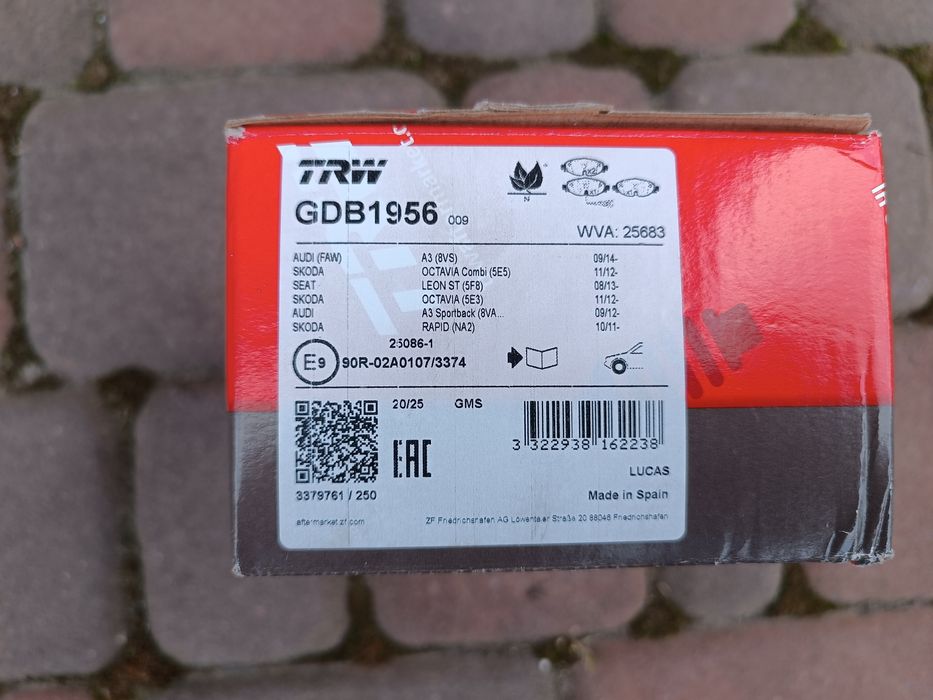 TRW
GDB1956 009
N
WVA: 25683
AUDI (FAW) A3 (8VS) 09/14-
SKODA OCTAVIA Combi (5E5) 11/12-
SEAT LEON ST (5F8) 08/13-
SKODA OCTAVIA (5E3) 11/12-
AUDI A3 Sportback (8VA... 09/12-
SKODA RAPID (NA2) 10/11-
25086-1
E9 90R-02A0107/3374
20/25 GMS
EAC
3 322938 162238
LUCAS
3379761 / 250
Made in Spain
aftermarket.zf.com
ZF Friedrichshafen AG Löwentaler Straße 20 88046 Friedrichshafen